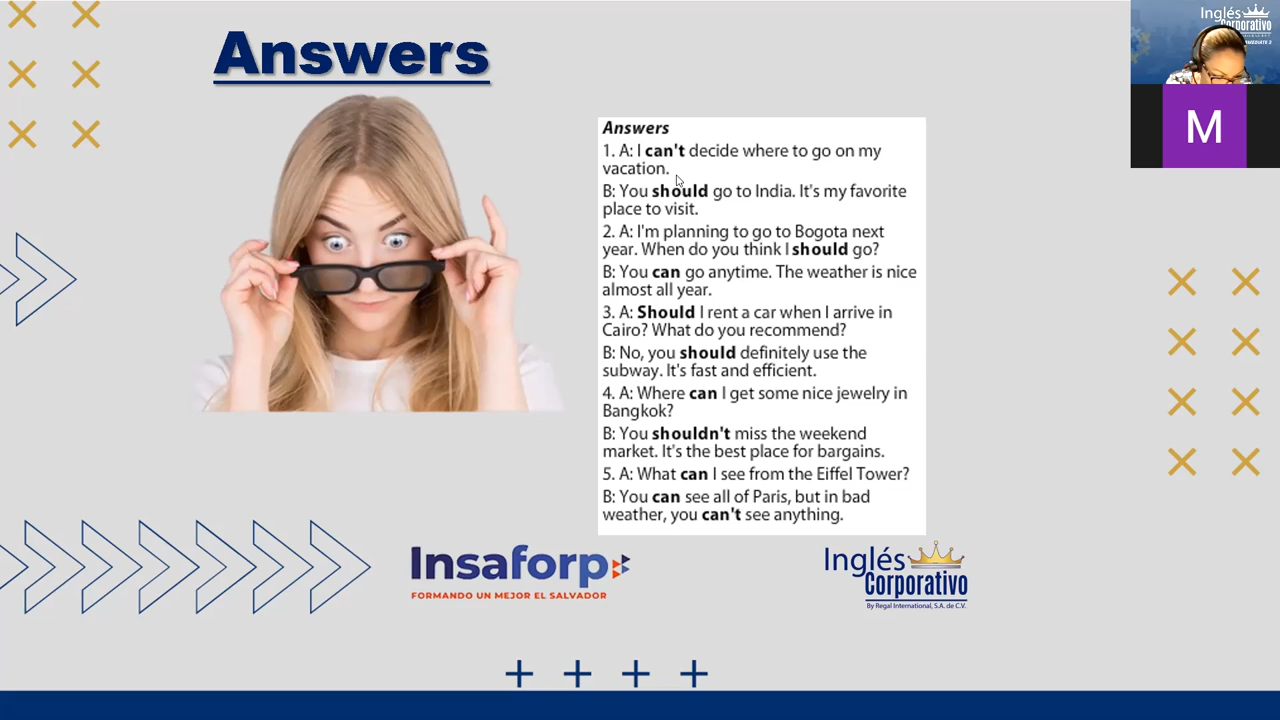 Answers
Answers
1. A: I can't decide where to go on my
vacation.
B: You should go to India. It's my favorite
place to visit.
2. A: I'm planning to go to Bogota next
year. When do you think I should go?
B: You can go anytime. The weather is nice
almost all year.
3. A: Should I rent a car when I arrive in
Cairo? What do you recommend?
B: No, you should definitely use the
subway. It's fast and efficient.
4. A: Where can I get some nice jewelry in
Bangkok?
B: You shouldn't miss the weekend
market. It's the best place for bargains.
5. A: What can I see from the Eiffel Tower?
B: You can see all of Paris, but in bad
weather, you can't see anything.
Insaforp
FORMANDO UN MEJOR EL SALVADOR
Inglés
Corporativo
By Regal International, S.A. de C.V.
Inglés
Corporativo
M